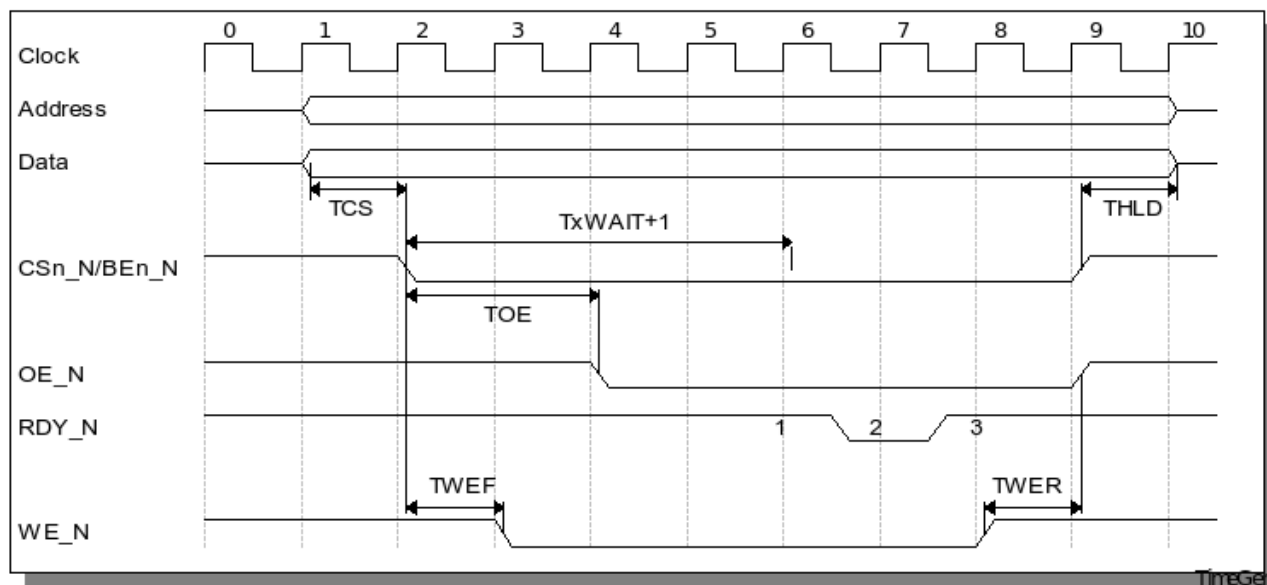 0 1 2 3 4 5 6 7 8 9 10
Clock
Address
Data
TCS
THLD
TxWAIT+1
CSn_N/BEn_N
TOE
OE_N
RDY_N
1 2 3
TWEF
TWER
WE_N
TimeGe